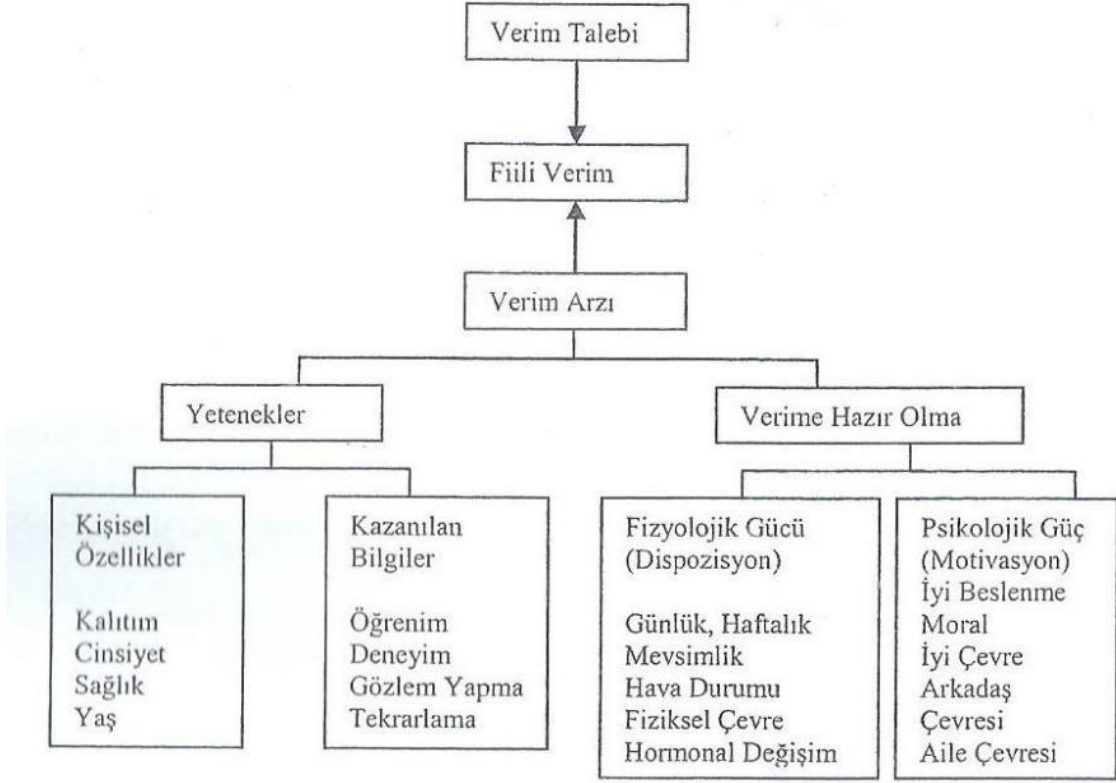 Verim Talebi
Fiili Verim
Verim Arzı
Yetenekler
Verime Hazır Olma
Kişisel
Özellikler
Kalıtım
Cinsiyet
Sağlık
Yaş
Kazanılan
Bilgiler
Öğrenim
Deneyim
Gözlem Yapma
Tekrarlama
Fizyolojik Gücü
(Dispozisyon)
Günlük, Haftalık
Mevsimlik
Hava Durumu
Fiziksel Çevre
Hormonal Değişim
Psikolojik Güç
(Motivasyon)
İyi Beslenme
Moral
İyi Çevre
Arkadaş
Çevresi
Aile Çevresi